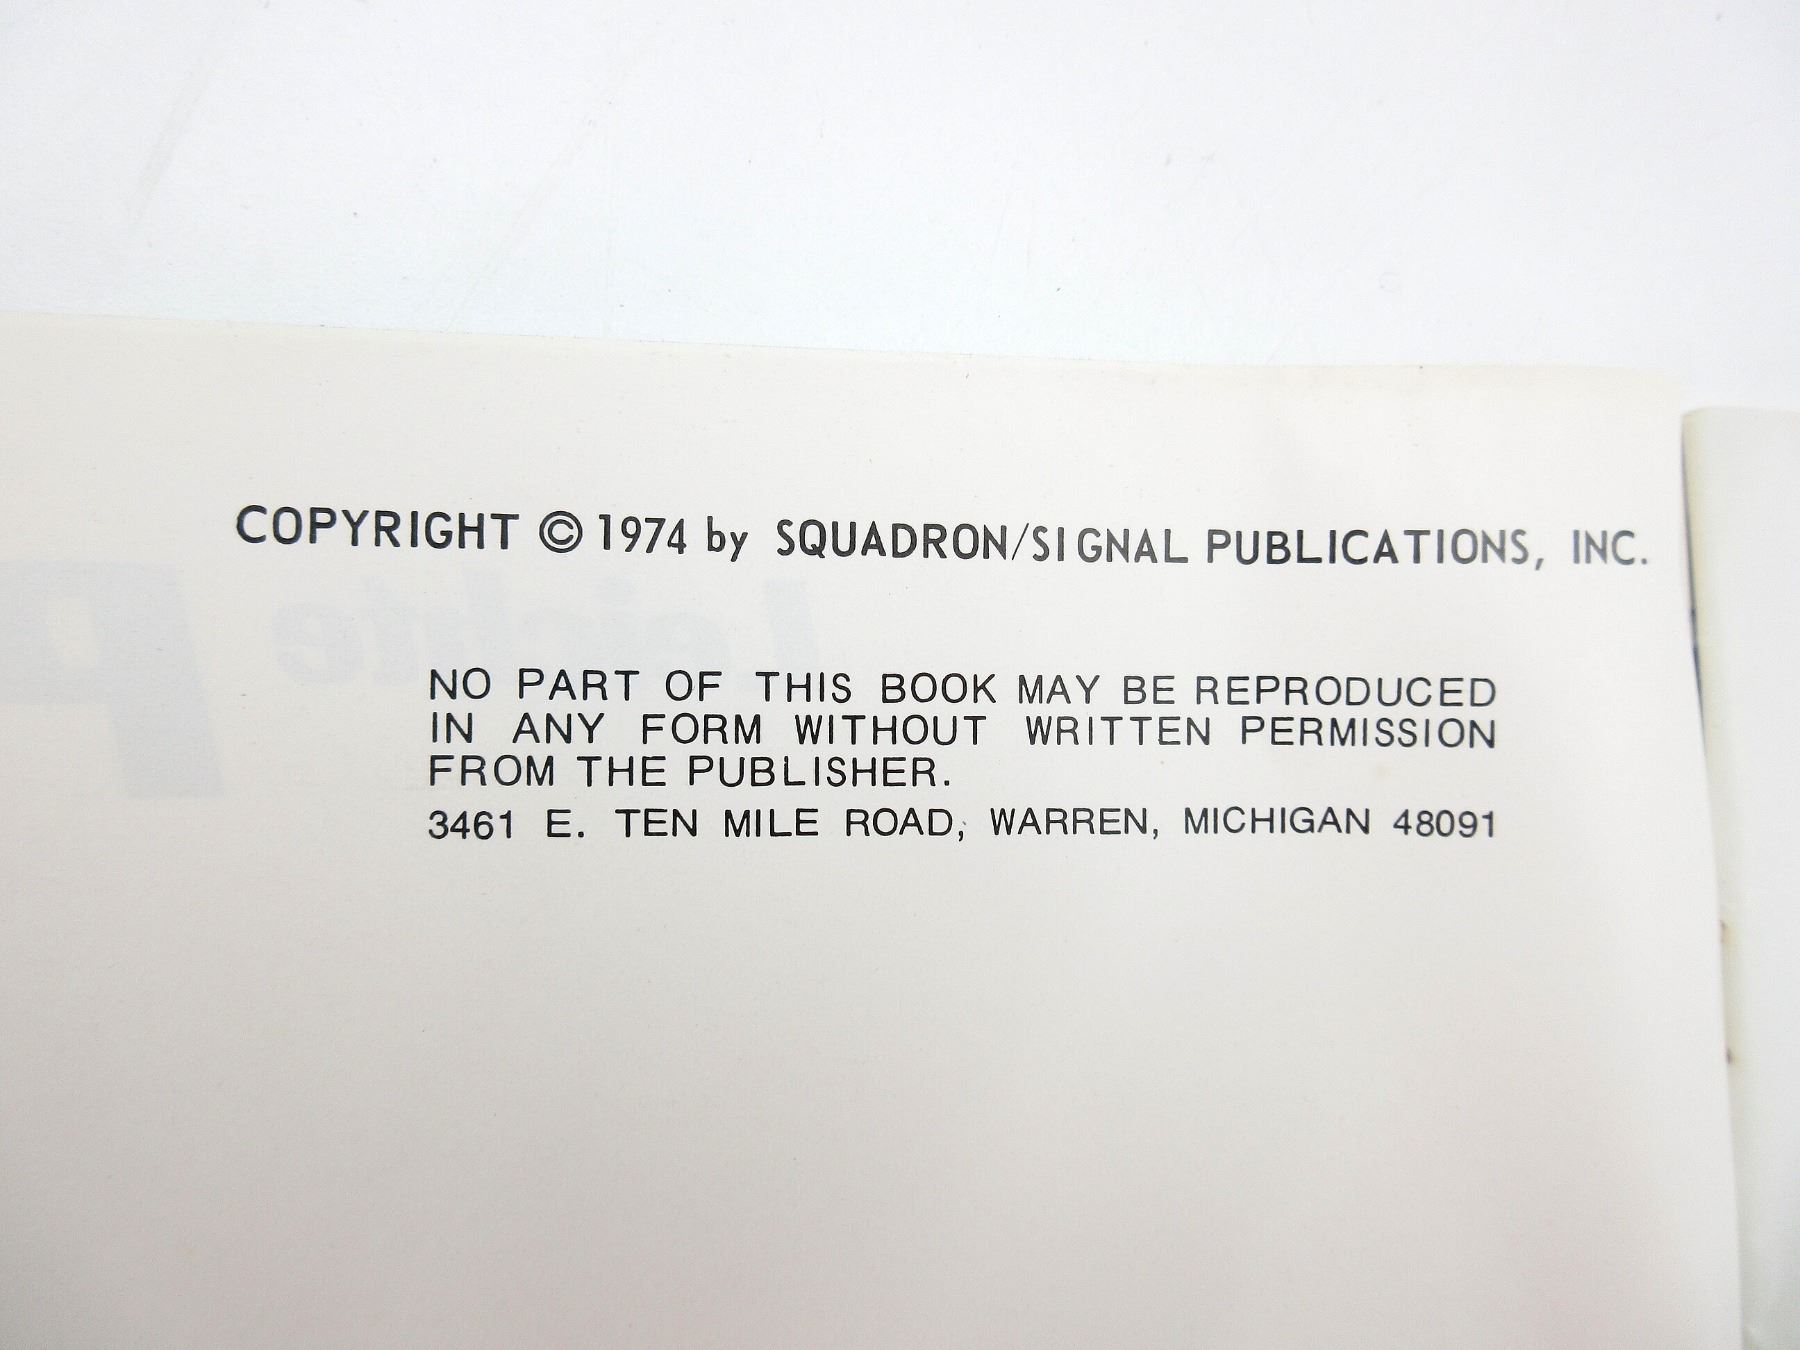 COPYRIGHT © 1974 by SQUADRON/SIGNAL PUBLICATIONS, INC.
NO PART OF THIS BOOK MAY BE REPRODUCED
IN ANY FORM WITHOUT WRITTEN PERMISSION
FROM THE PUBLISHER.
3461 E. TEN MILE ROAD, WARREN, MICHIGAN 48091